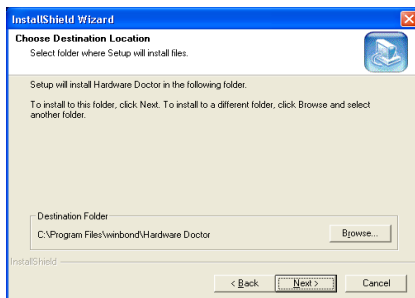 InstallShield Wizard
Choose Destination Location
Select folder where Setup will install files.
Setup will install Hardware Doctor in the following folder.
To install to this folder, click Next. To install to a different folder, click Browse and select
another folder.
Destination Folder
C:\Program Files\winbond\Hardware Doctor
Browse...
InstallShield
< Back
Next >
Cancel